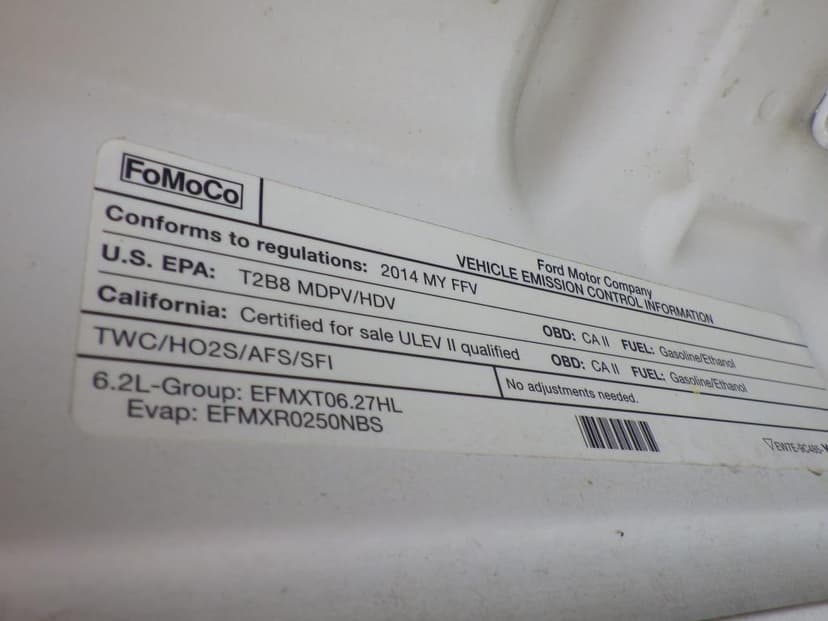 FoMoCo
Ford Motor Company
VEHICLE EMISSION CONTROL INFORMATION
Conforms to regulations: 2014 MY FFV
U.S. EPA: T2B8 MDPV/HDV OBD: CA II FUEL: Gasoline/Ethanol
California: Certified for sale ULEV II qualified OBD: CA II FUEL: Gasoline/Ethanol
TWC/HO2S/AFS/SFI No adjustments needed.
6.2L-Group: EFMXT06.27HL
Evap: EFMXR0250NBS